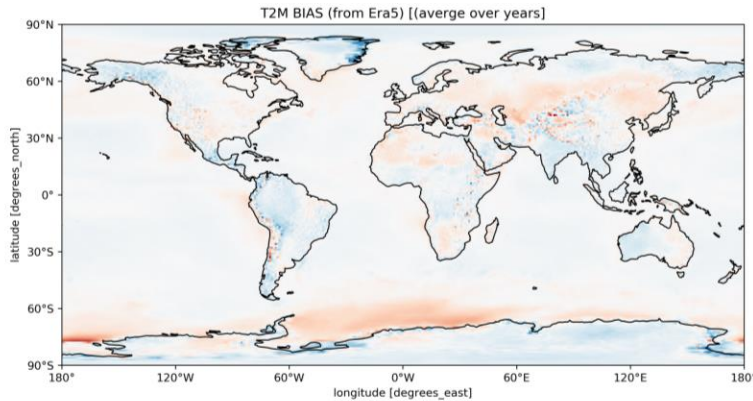 T2M BIAS (from Era5) [(averge over years]
90°N
60°N
30°N
0°
30°S
60°S
90°S
latitude [degrees_north]
180° 120°W 60°W 0°W 60°E 120°E 180°
longitude [degrees_east]